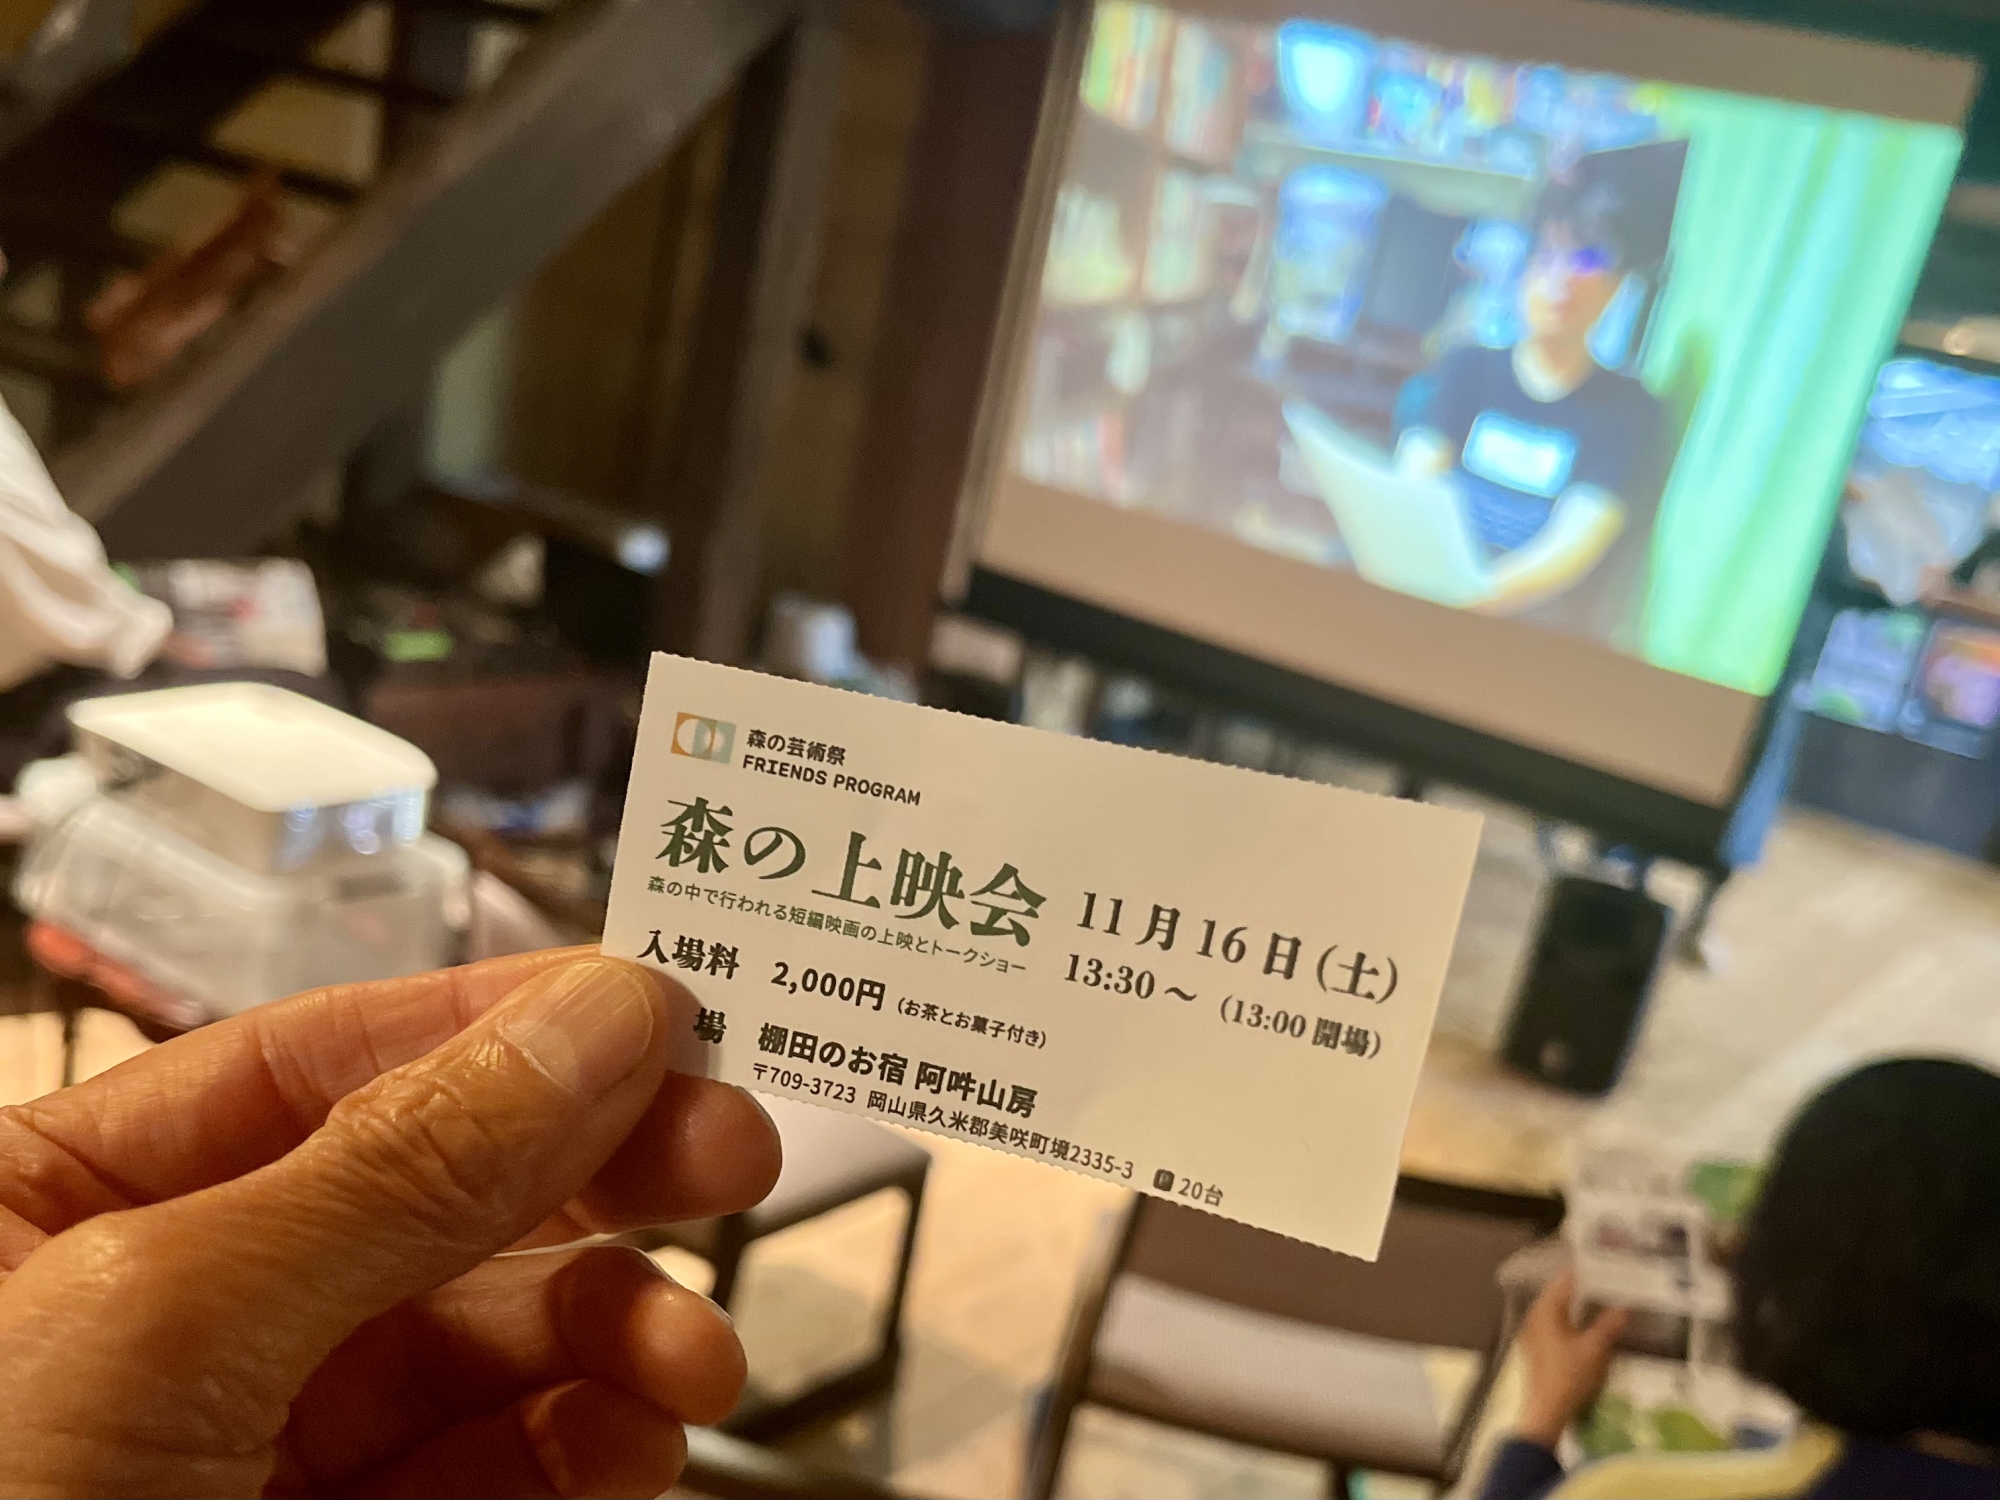 森の芸術祭
FRIENDS PROGRAM
森の上映会
森の中で行われる短編映画の上映とトークショー
11月16日(土)
13:30～ (13:00 開場)
入場料 2,000円 (お茶とお菓子付き)
場 棚田のお宿 阿吽山房
〒709-3723 岡山県久米郡美咲町境2335-3 P 20台